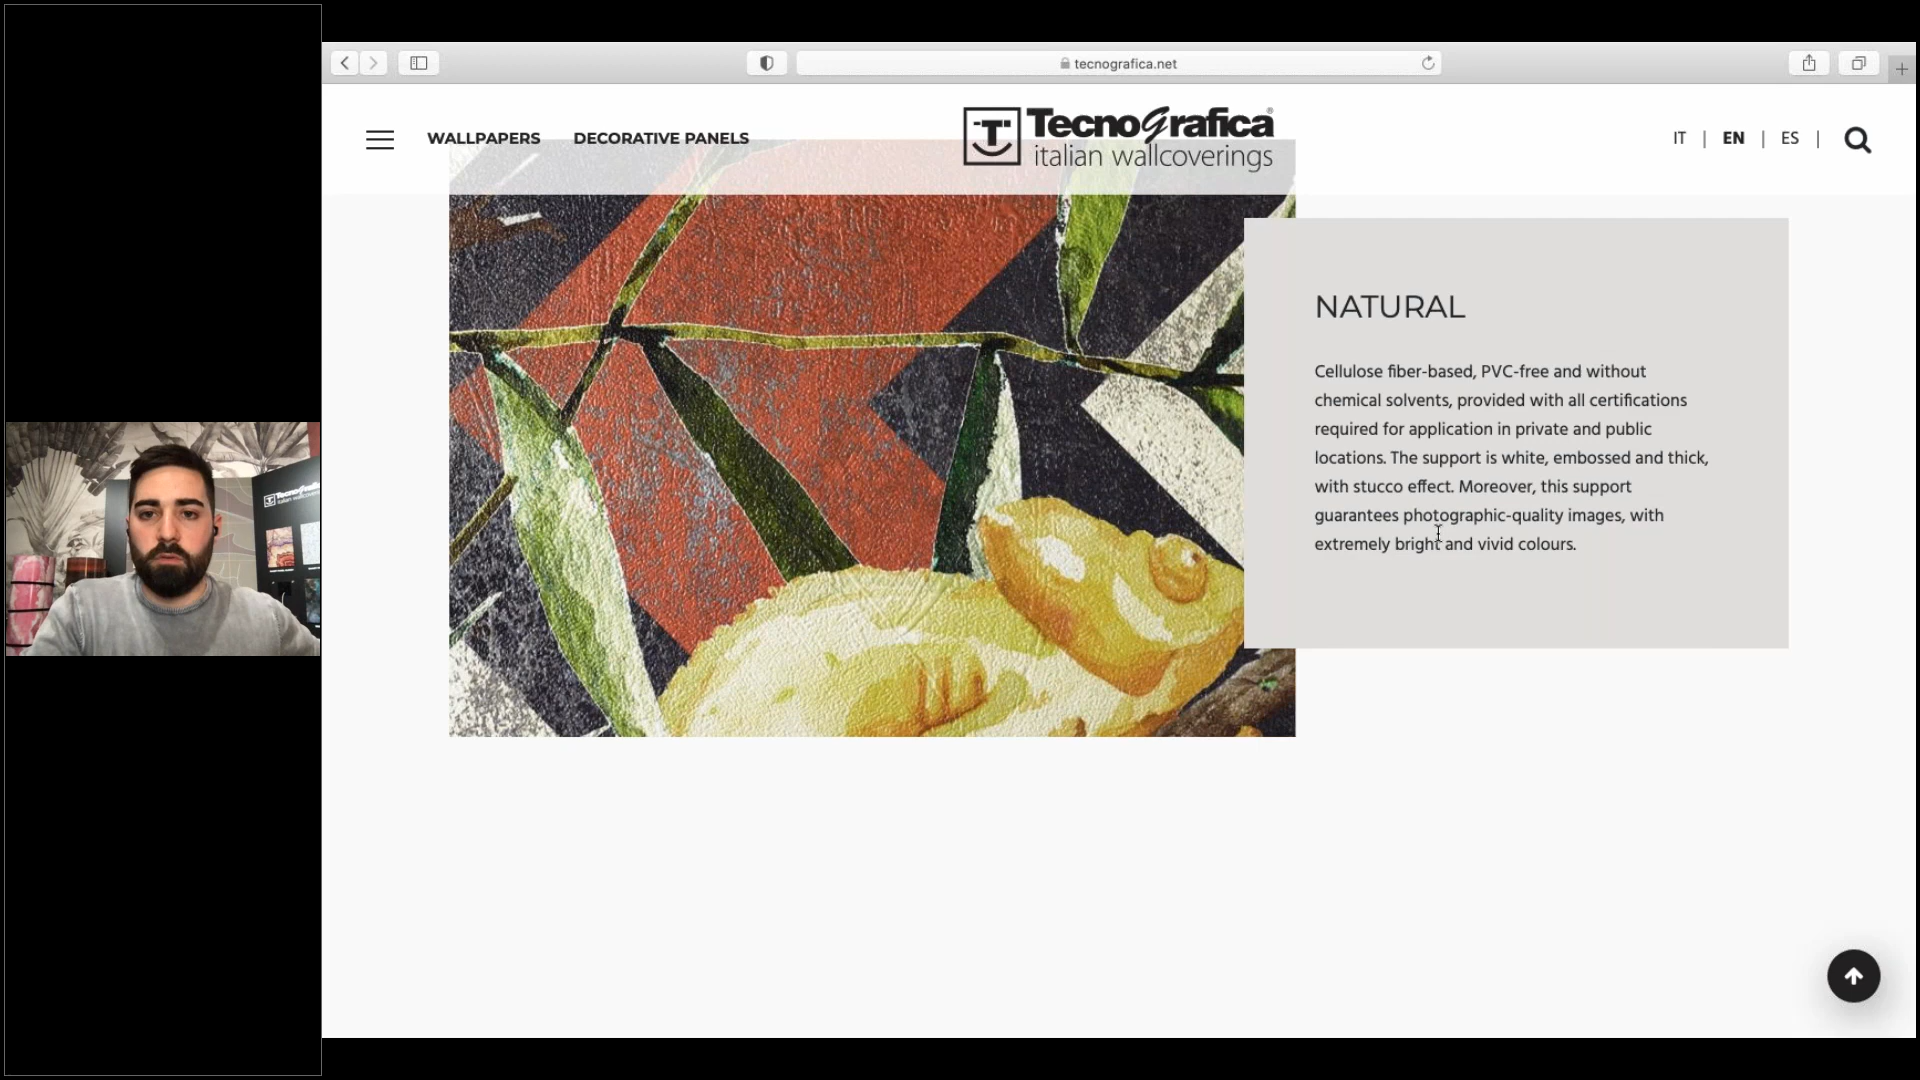 tecnografica.net
WALLPAPERS
DECORATIVE PANELS
TecnoGrafica
italian wallcoverings
IT | EN | ES |
NATURAL
Cellulose fiber-based, PVC-free and without
chemical solvents, provided with all certifications
required for application in private and public
locations. The support is white, embossed and thick,
with stucco effect. Moreover, this support
guarantees photographic-quality images, with
extremely bright and vivid colours.